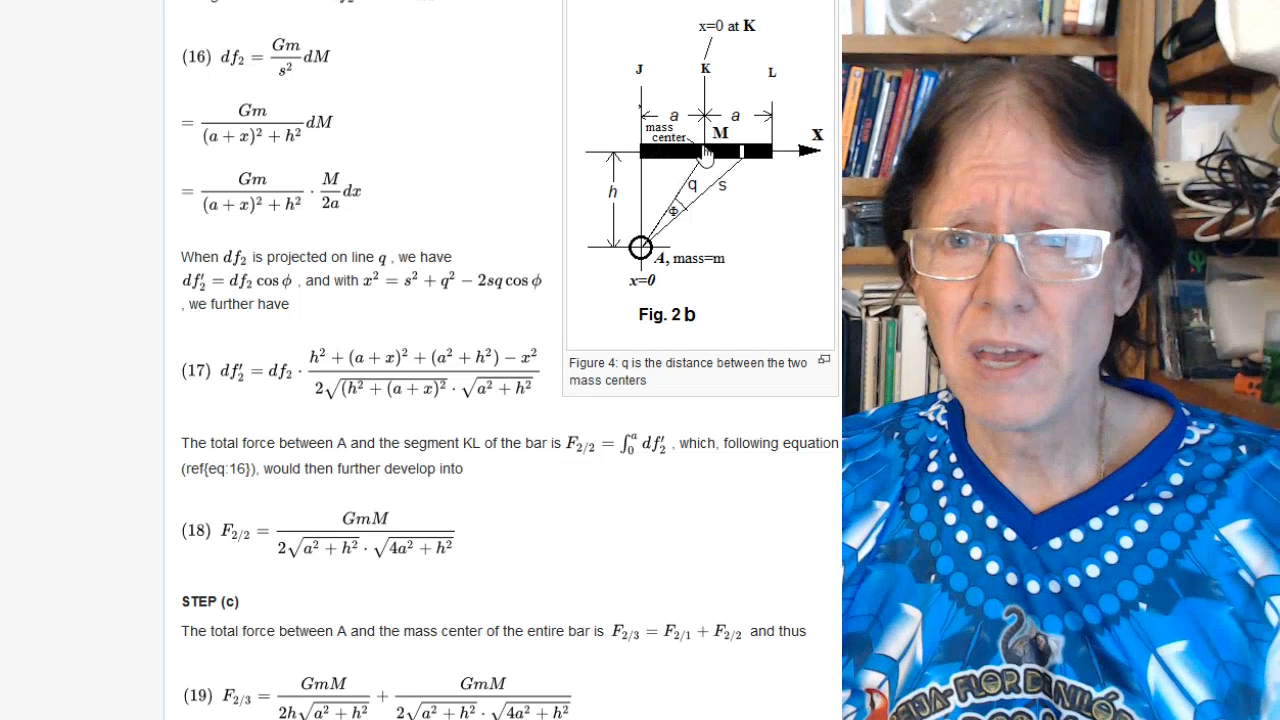 (16) df₂ = Gm/s² dM
= Gm/((a + x)² + h²) dM
= Gm/((a + x)² + h²) · M/2a dx
When df₂ is projected on line q , we have
df₂′ = df₂ cos ϕ , and with x² = s² + q² − 2sq cos ϕ
, we further have
(17) df₂′ = df₂ · (h² + (a + x)² + (a² + h²) − x²)/(2√((h² + (a + x)² · √(a² + h²))
The total force between A and the segment KL of the bar is F₂/₂ = ∫₀ᵃ df₂′ , which, following equation
(ref{eq:16}), would then further develop into
(18) F₂/₂ = GmM/(2√(a² + h²) · √(4a² + h²))
STEP (c)
The total force between A and the mass center of the entire bar is F₂/₃ = F₂/₁ + F₂/₂ and thus
(19) F₂/₃ = GmM/(2h√(a² + h²)) + GmM/(2√(a² + h²) · √(4a² + h²))
x=0 at K
J K L
a a
mass
center M X
h q s
Φ
A, mass=m
x=0
Fig. 2 b
Figure 4: q is the distance between the two
mass centers